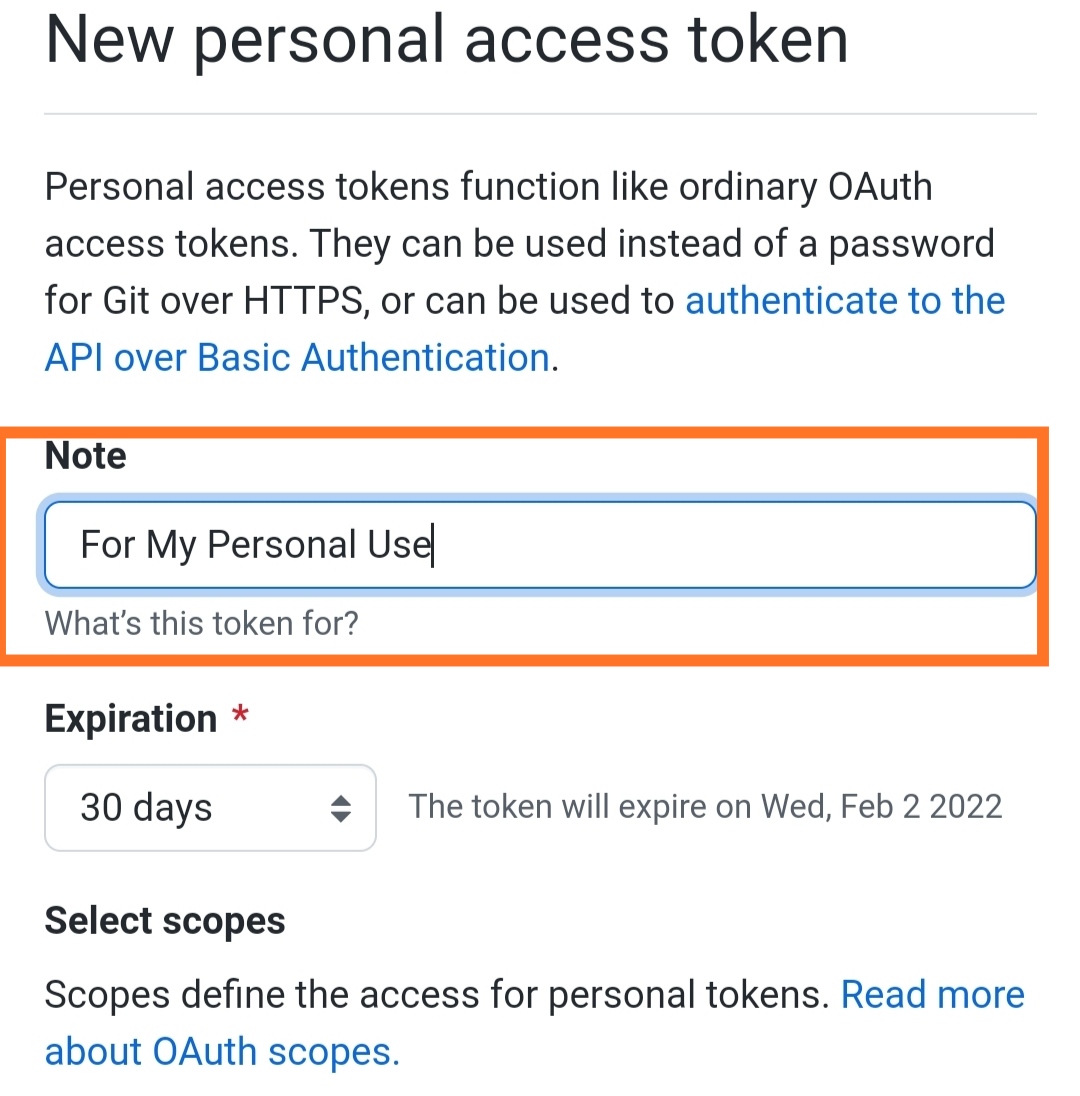 New personal access token
Personal access tokens function like ordinary OAuth
access tokens. They can be used instead of a password
for Git over HTTPS, or can be used to authenticate to the
API over Basic Authentication.
Note
For My Personal Use
What’s this token for?
Expiration *
30 days
The token will expire on Wed, Feb 2 2022
Select scopes
Scopes define the access for personal tokens. Read more
about OAuth scopes.